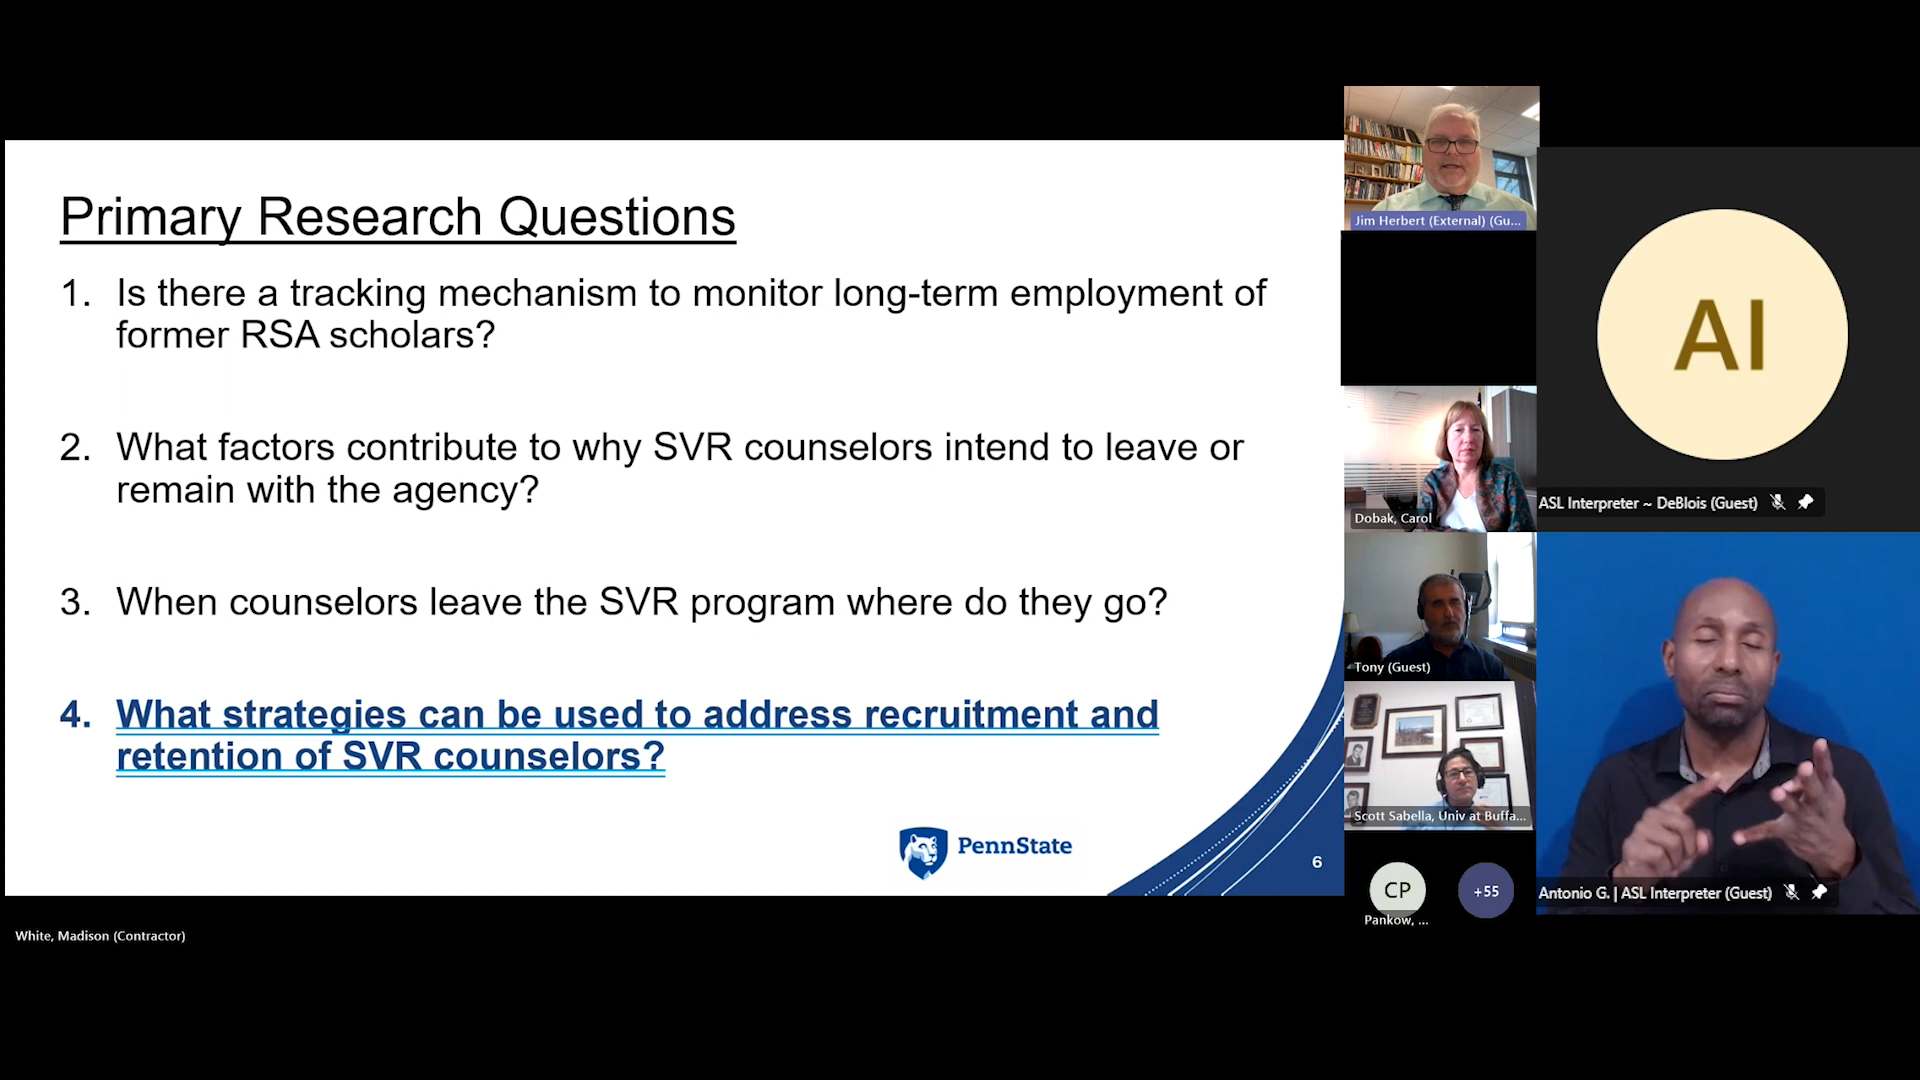 Primary Research Questions
1. Is there a tracking mechanism to monitor long-term employment of
former RSA scholars?
2. What factors contribute to why SVR counselors intend to leave or
remain with the agency?
3. When counselors leave the SVR program where do they go?
4. What strategies can be used to address recruitment and
retention of SVR counselors?
PennState
6
White, Madison (Contractor)
Jim Herbert (External) (Gu...
Dobak, Carol
Tony (Guest)
Scott Sabella, Univ at Buffa...
CP
Pankow, ...
+55
AI
ASL Interpreter ~ DeBlois (Guest)
Antonio G. | ASL Interpreter (Guest)